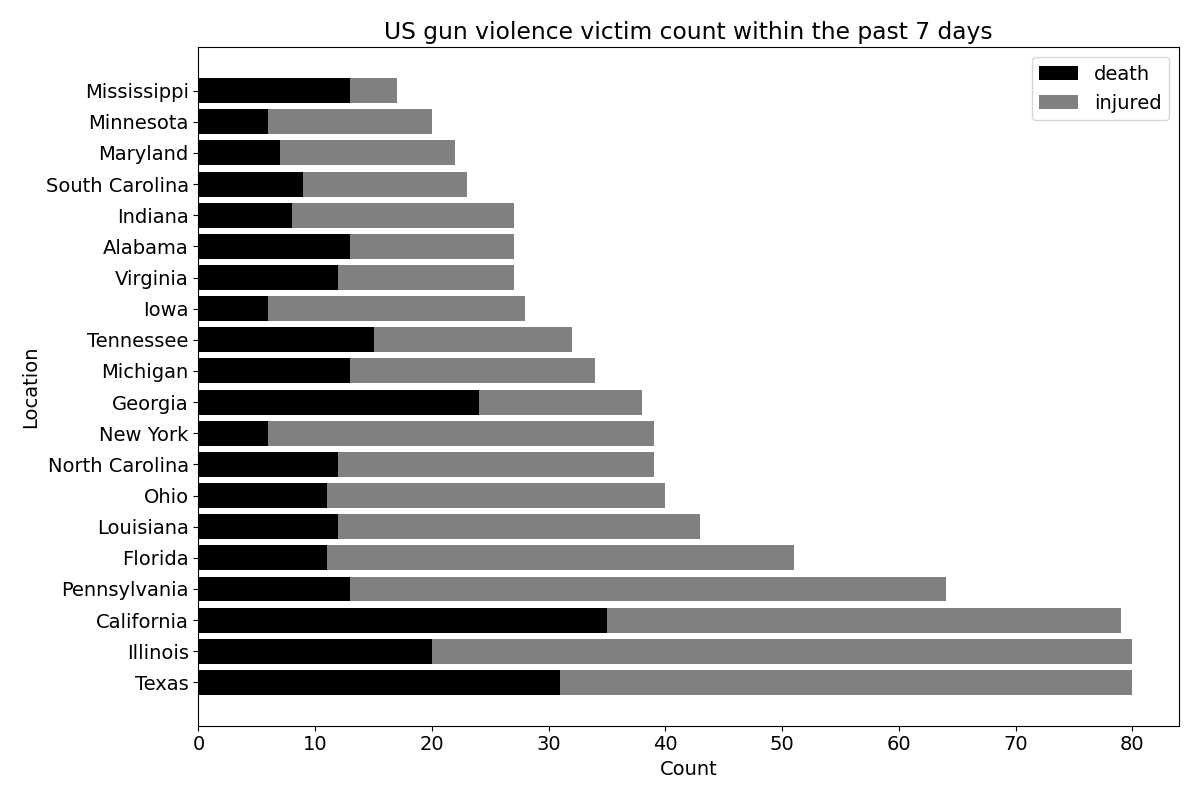 US gun violence victim count within the past 7 days
death
injured
Mississippi
Minnesota
Maryland
South Carolina
Indiana
Alabama
Virginia
Iowa
Tennessee
Michigan
Georgia
New York
North Carolina
Ohio
Louisiana
Florida
Pennsylvania
California
Illinois
Texas
Location
0 10 20 30 40 50 60 70 80
Count